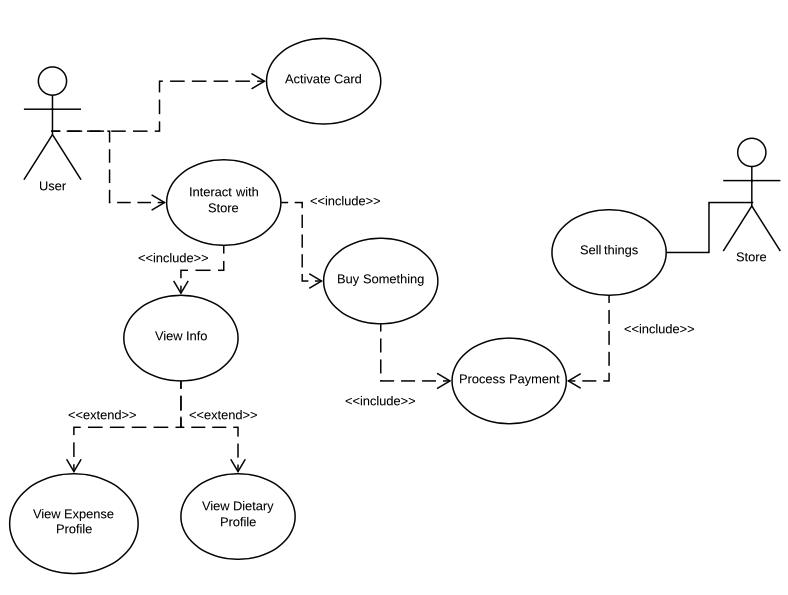 Activate Card
User
Interact with
Store
<<include>>
Sell things
Store
<<include>>
Buy Something
View Info
<<include>>
Process Payment
<<include>>
<<extend>>
<<extend>>
View Expense
Profile
View Dietary
Profile